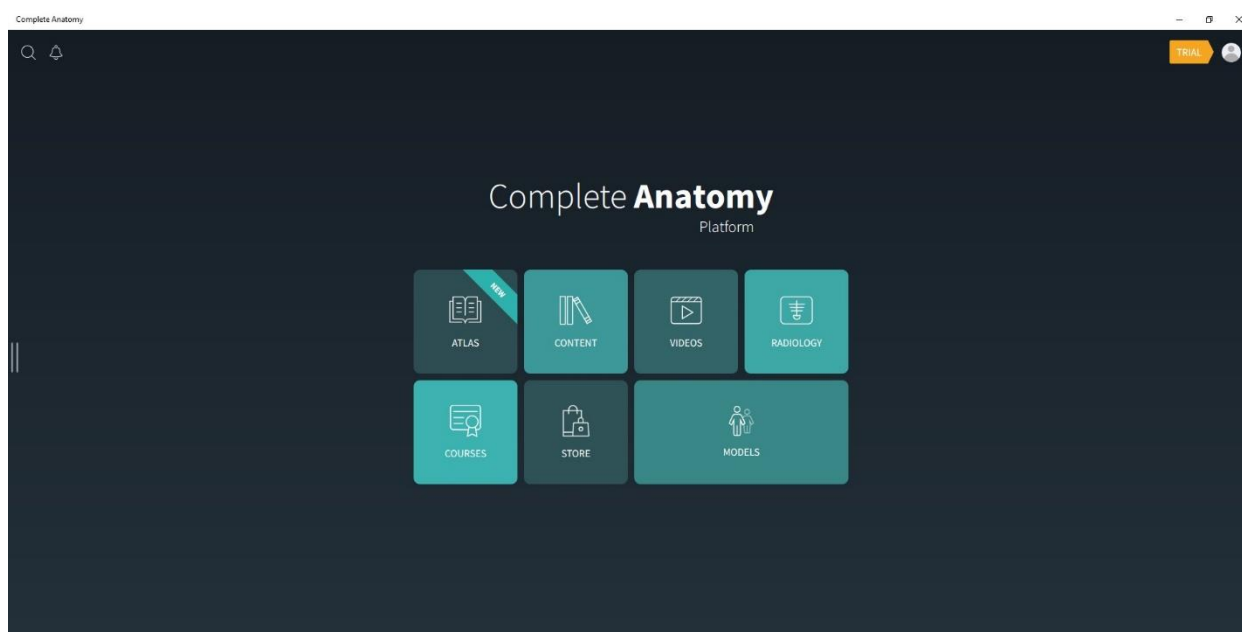 Complete Anatomy
TRIAL
Complete Anatomy
Platform
NEW
ATLAS
CONTENT
VIDEOS
RADIOLOGY
COURSES
STORE
MODELS